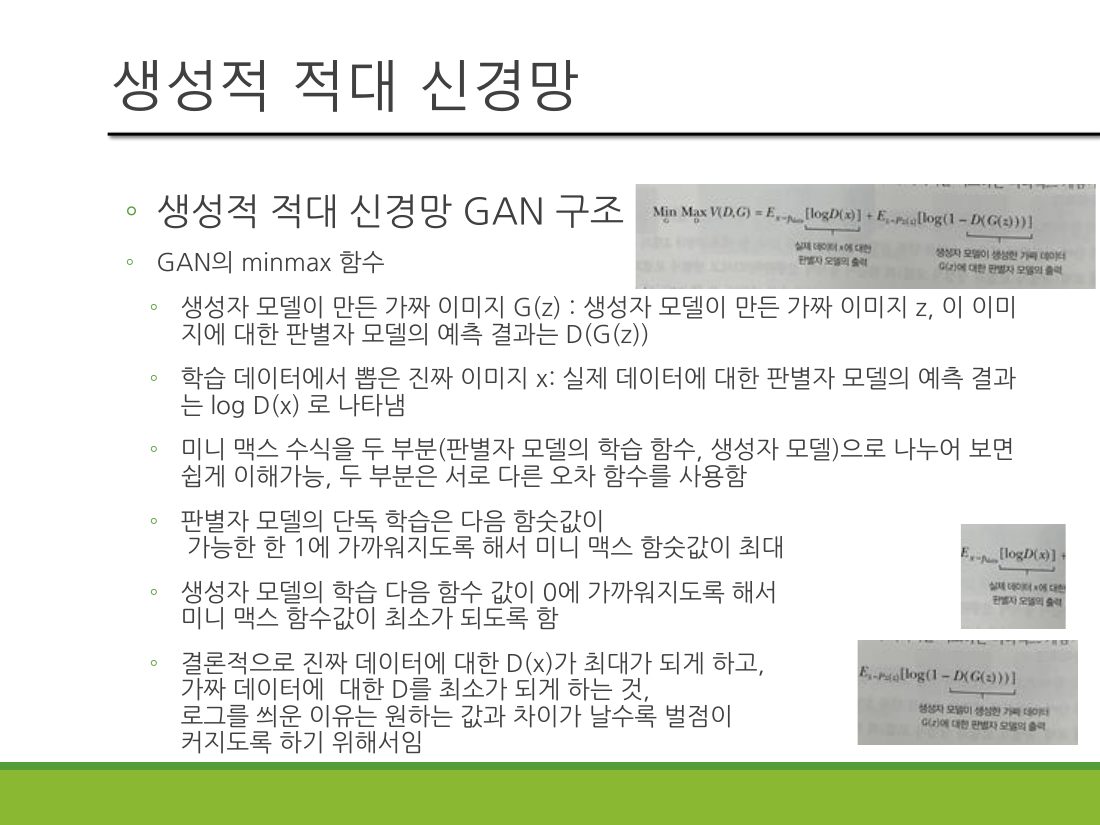 생성적 적대 신경망
생성적 적대 신경망 GAN 구조
Min Max V(D,G) = E x~pdata [logD(x)] + E z~Pz(z) [log(1 − D(G(z)))]
G D
실제 데이터 x에 대한
판별자 모델의 출력
생성자 모델이 생성한 가짜 데이터
G(z)에 대한 판별자 모델의 출력
GAN의 minmax 함수
생성자 모델이 만든 가짜 이미지 G(z) : 생성자 모델이 만든 가짜 이미지 z, 이 이미
지에 대한 판별자 모델의 예측 결과는 D(G(z))
학습 데이터에서 뽑은 진짜 이미지 x: 실제 데이터에 대한 판별자 모델의 예측 결과
는 log D(x) 로 나타냄
미니 맥스 수식을 두 부분(판별자 모델의 학습 함수, 생성자 모델)으로 나누어 보면
쉽게 이해가능, 두 부분은 서로 다른 오차 함수를 사용함
판별자 모델의 단독 학습은 다음 함숫값이
가능한 한 1에 가까워지도록 해서 미니 맥스 함숫값이 최대
E x~pdata [logD(x)] +
실제 데이터 x에 대한
판별자 모델의 출력
생성자 모델의 학습 다음 함수 값이 0에 가까워지도록 해서
미니 맥스 함수값이 최소가 되도록 함
결론적으로 진짜 데이터에 대한 D(x)가 최대가 되게 하고,
가짜 데이터에 대한 D를 최소가 되게 하는 것,
로그를 씌운 이유는 원하는 값과 차이가 날수록 벌점이
커지도록 하기 위해서임
E z~Pz(z) [log(1 − D(G(z)))]
생성자 모델이 생성한 가짜 데이터
G(z)에 대한 판별자 모델의 출력